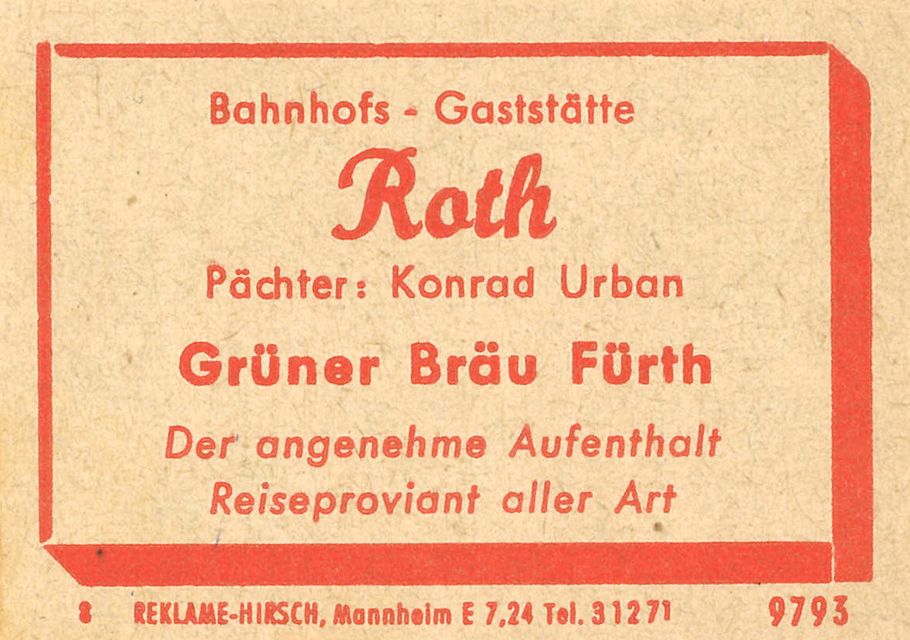 Bahnhofs - Gaststätte
Roth
Pächter: Konrad Urban
Grüner Bräu Fürth
Der angenehme Aufenthalt
Reiseproviant aller Art
8 REKLAME-HIRSCH, Mannheim E 7,24 Tel. 31271 9793